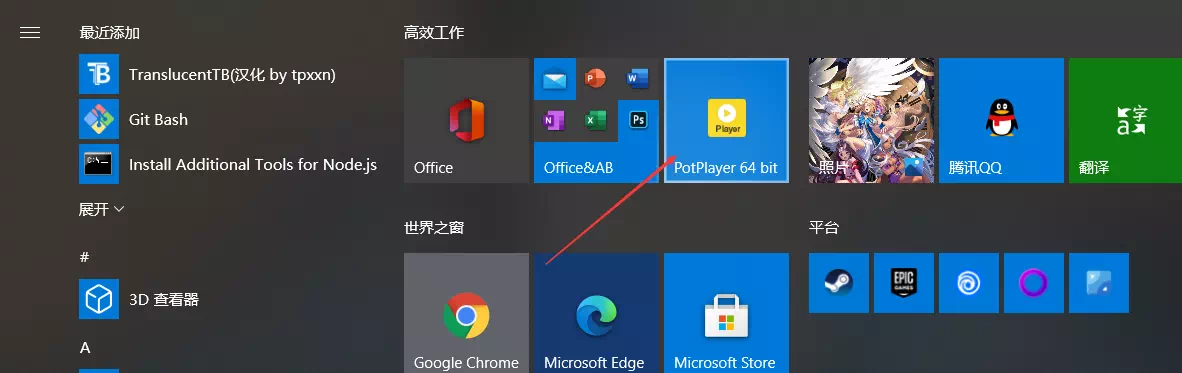 最近添加
TranslucentTB(汉化 by tpxxn)
Git Bash
C:\_
Install Additional Tools for Node.js
展开
#
3D 查看器
A
高效工作
Office
Office&AB
Player
PotPlayer 64 bit
照片
腾讯QQ
a字
翻译
世界之窗
Google Chrome
Microsoft Edge
Microsoft Store
平台
EPIC
GAMES